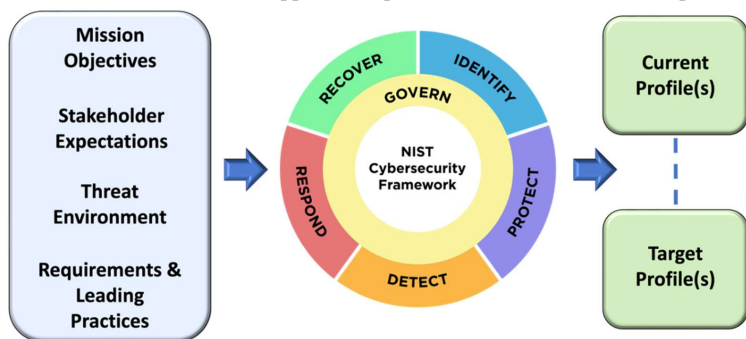 Mission
Objectives
Stakeholder
Expectations
Threat
Environment
Requirements &
Leading
Practices
RECOVER
IDENTIFY
GOVERN
NIST
Cybersecurity
Framework
RESPOND
PROTECT
DETECT
Current
Profile(s)
Target
Profile(s)